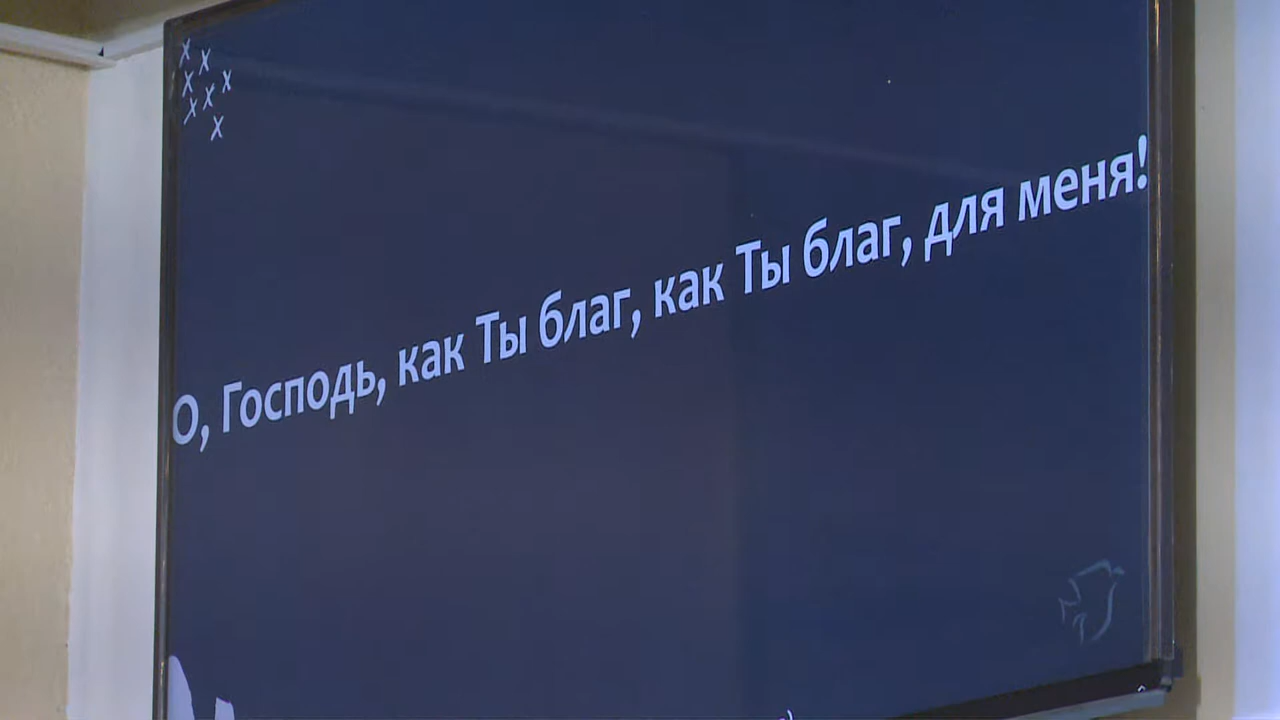 О, Господь, как Ты благ, как Ты благ, для меня!